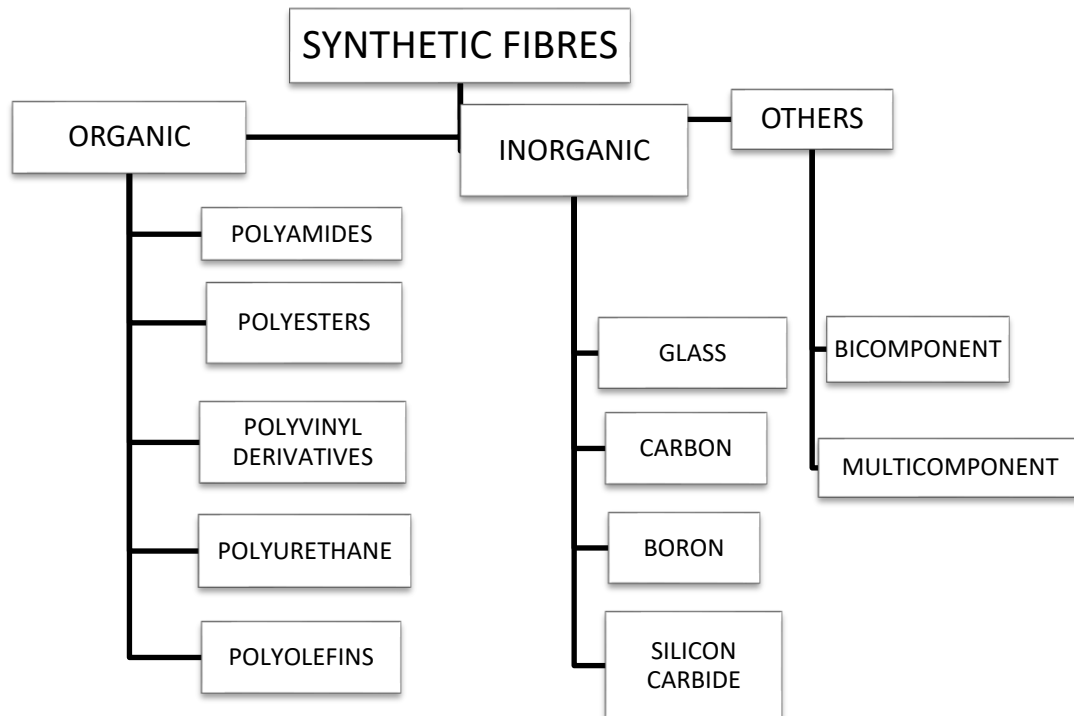 SYNTHETIC FIBRES
ORGANIC
INORGANIC
OTHERS
POLYAMIDES
POLYESTERS
POLYVINYL
DERIVATIVES
POLYURETHANE
POLYOLEFINS
GLASS
CARBON
BORON
SILICON
CARBIDE
BICOMPONENT
MULTICOMPONENT